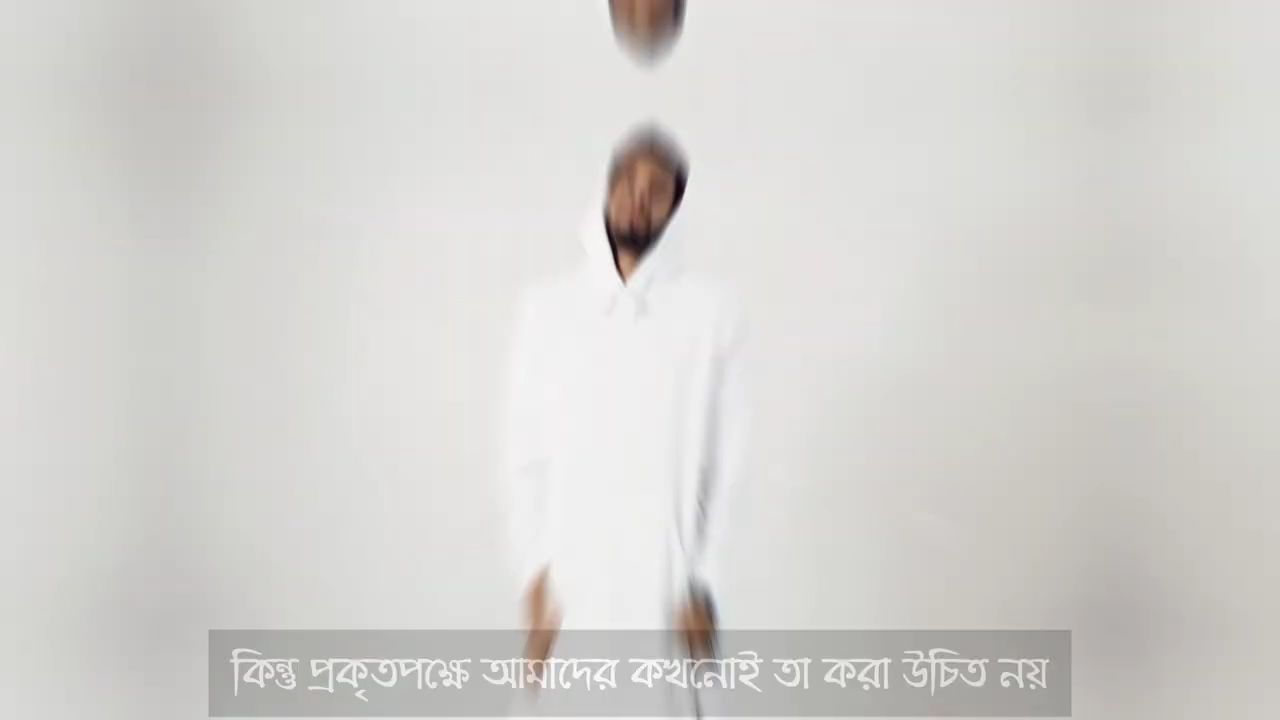 কিন্তু প্রকৃতপক্ষে আমাদের কখনোই তা করা উচিত নয়